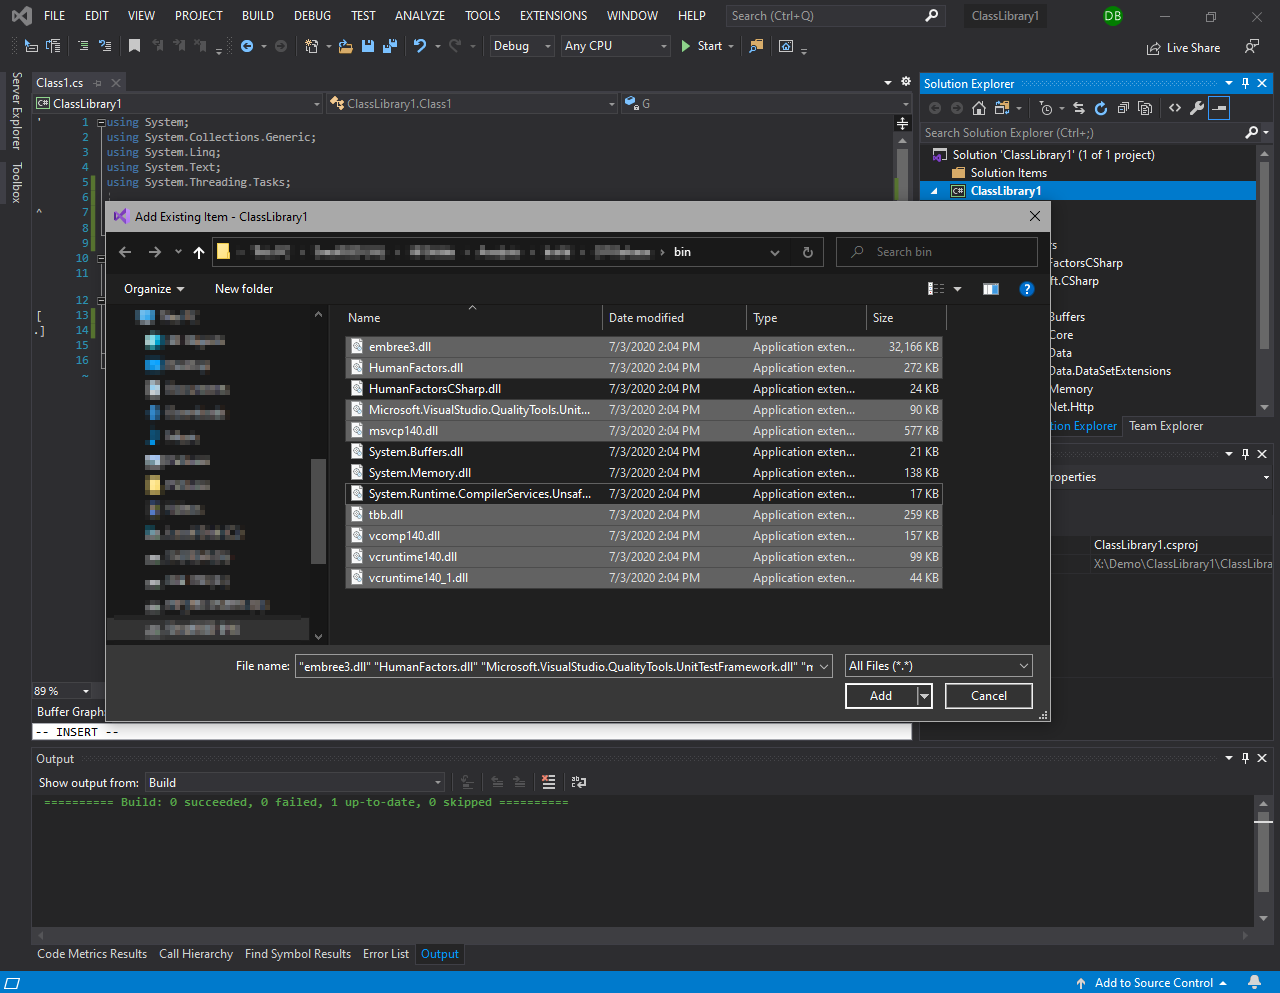 FILE EDIT VIEW PROJECT BUILD DEBUG TEST ANALYZE TOOLS EXTENSIONS WINDOW HELP Search (Ctrl+Q) ClassLibrary1 DB
Debug Any CPU Start Live Share
Server Explorer
Toolbox
Class1.cs
ClassLibrary1 ClassLibrary1.Class1 G
' 1 using System;
2 using System.Collections.Generic;
3 using System.Linq;
4 using System.Text;
5 using System.Threading.Tasks;
6
^ 7
8
9
10
11
12
[ 13
.] 14
15
16
~
89 %
Buffer Graph:
-- INSERT --
Solution Explorer
Search Solution Explorer (Ctrl+;)
Solution 'ClassLibrary1' (1 of 1 project)
Solution Items
C# ClassLibrary1
rs
FactorsCSharp
ft.CSharp
Buffers
Core
Data
Data.DataSetExtensions
Memory
Net.Http
tion Explorer Team Explorer
roperties
ClassLibrary1.csproj
X:\Demo\ClassLibrary1\ClassLibra
Add Existing Item - ClassLibrary1
bin Search bin
Organize New folder
Name Date modified Type Size
embree3.dll 7/3/2020 2:04 PM Application exten... 32,166 KB
HumanFactors.dll 7/3/2020 2:04 PM Application exten... 272 KB
HumanFactorsCSharp.dll 7/3/2020 2:04 PM Application exten... 24 KB
Microsoft.VisualStudio.QualityTools.Unit... 7/3/2020 2:04 PM Application exten... 90 KB
msvcp140.dll 7/3/2020 2:04 PM Application exten... 577 KB
System.Buffers.dll 7/3/2020 2:04 PM Application exten... 21 KB
System.Memory.dll 7/3/2020 2:04 PM Application exten... 138 KB
System.Runtime.CompilerServices.Unsaf... 7/3/2020 2:04 PM Application exten... 17 KB
tbb.dll 7/3/2020 2:04 PM Application exten... 259 KB
vcomp140.dll 7/3/2020 2:04 PM Application exten... 157 KB
vcruntime140.dll 7/3/2020 2:04 PM Application exten... 99 KB
vcruntime140_1.dll 7/3/2020 2:04 PM Application exten... 44 KB
File name: "embree3.dll" "HumanFactors.dll" "Microsoft.VisualStudio.QualityTools.UnitTestFramework.dll" "m All Files (*.*)
Add Cancel
Output
Show output from: Build
========== Build: 0 succeeded, 0 failed, 1 up-to-date, 0 skipped ==========
Code Metrics Results Call Hierarchy Find Symbol Results Error List Output
Add to Source Control